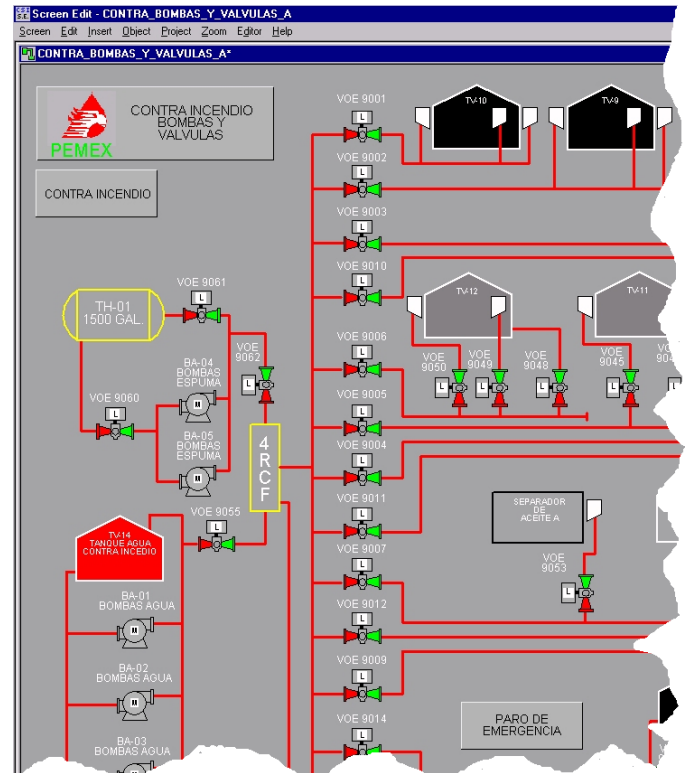 Screen Edit - CONTRA_BOMBAS_Y_VALVULAS_A
Screen Edit Insert Object Project Zoom Editor Help
CONTRA_BOMBAS_Y_VALVULAS_A*
PEMEX
CONTRA INCENDIO
BOMBAS Y
VALVULAS
CONTRA INCENDIO
VOE 9001
L
TV-10
TV-9
VOE 9002
L
VOE 9003
L
VOE 9010
L
TV-12
TV-11
VOE 9061
L
TH-01
1500 GAL.
VOE
9062
L
VOE 9006
L
VOE
9050
L
VOE
9049
L
VOE
9048
L
VOE
9045
L
BA-04
BOMBAS
ESPUMA
M
VOE 9060
L
BA-05
BOMBAS
ESPUMA
M
VOE 9005
L
4
R
C
F
VOE 9004
L
VOE 9011
L
SEPARADOR
DE
ACEITE A
VOE 9055
L
TV-14
TANQUE AGUA
CONTRA INCEDIO
VOE 9007
L
VOE
9053
L
BA-01
BOMBAS AGUA
M
VOE 9012
L
BA-02
BOMBAS AGUA
M
VOE 9009
L
VOE 9014
L
PARO DE
EMERGENCIA
BA-03
BOMBAS AGUA